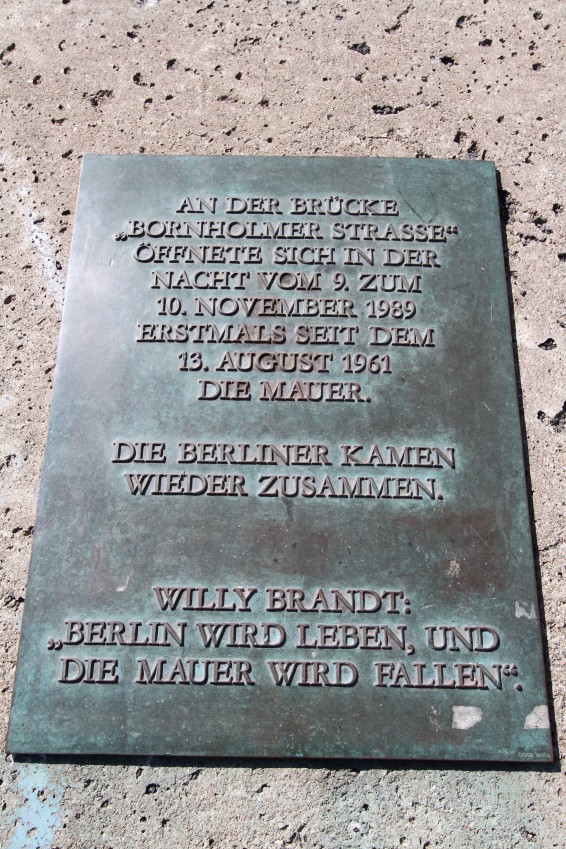 AN DER BRÜCKE
„BORNHOLMER STRASSE“
ÖFFNETE SICH IN DER
NACHT VOM 9. ZUM
10. NOVEMBER 1989
ERSTMALS SEIT DEM
13. AUGUST 1961
DIE MAUER.
DIE BERLINER KAMEN
WIEDER ZUSAMMEN.
WILLY BRANDT:
„BERLIN WIRD LEBEN, UND
DIE MAUER WIRD FALLEN“.